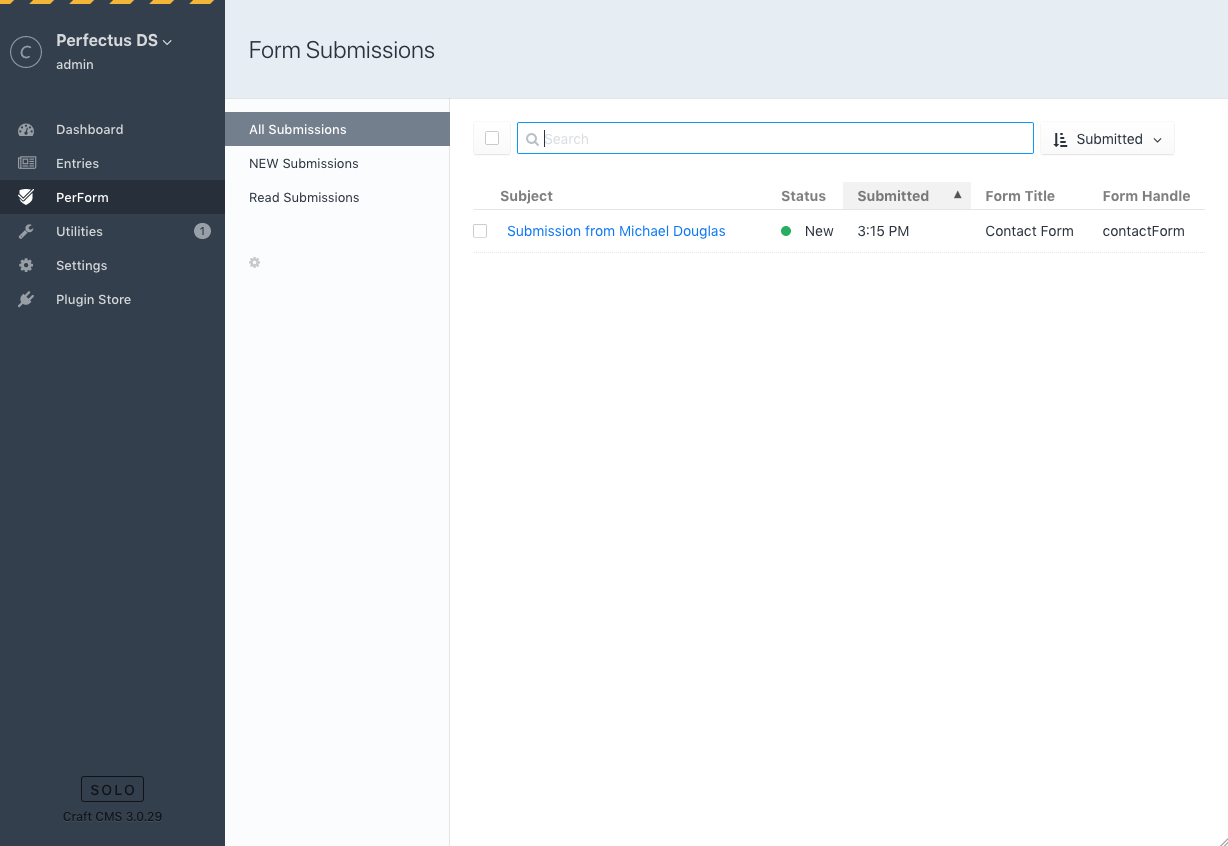 Perfectus DS
admin
Dashboard
Entries
PerForm
Utilities 1
Settings
Plugin Store
SOLO
Craft CMS 3.0.29
Form Submissions
All Submissions
NEW Submissions
Read Submissions
Search
Submitted
Subject Status Submitted Form Title Form Handle
Submission from Michael Douglas New 3:15 PM Contact Form contactForm